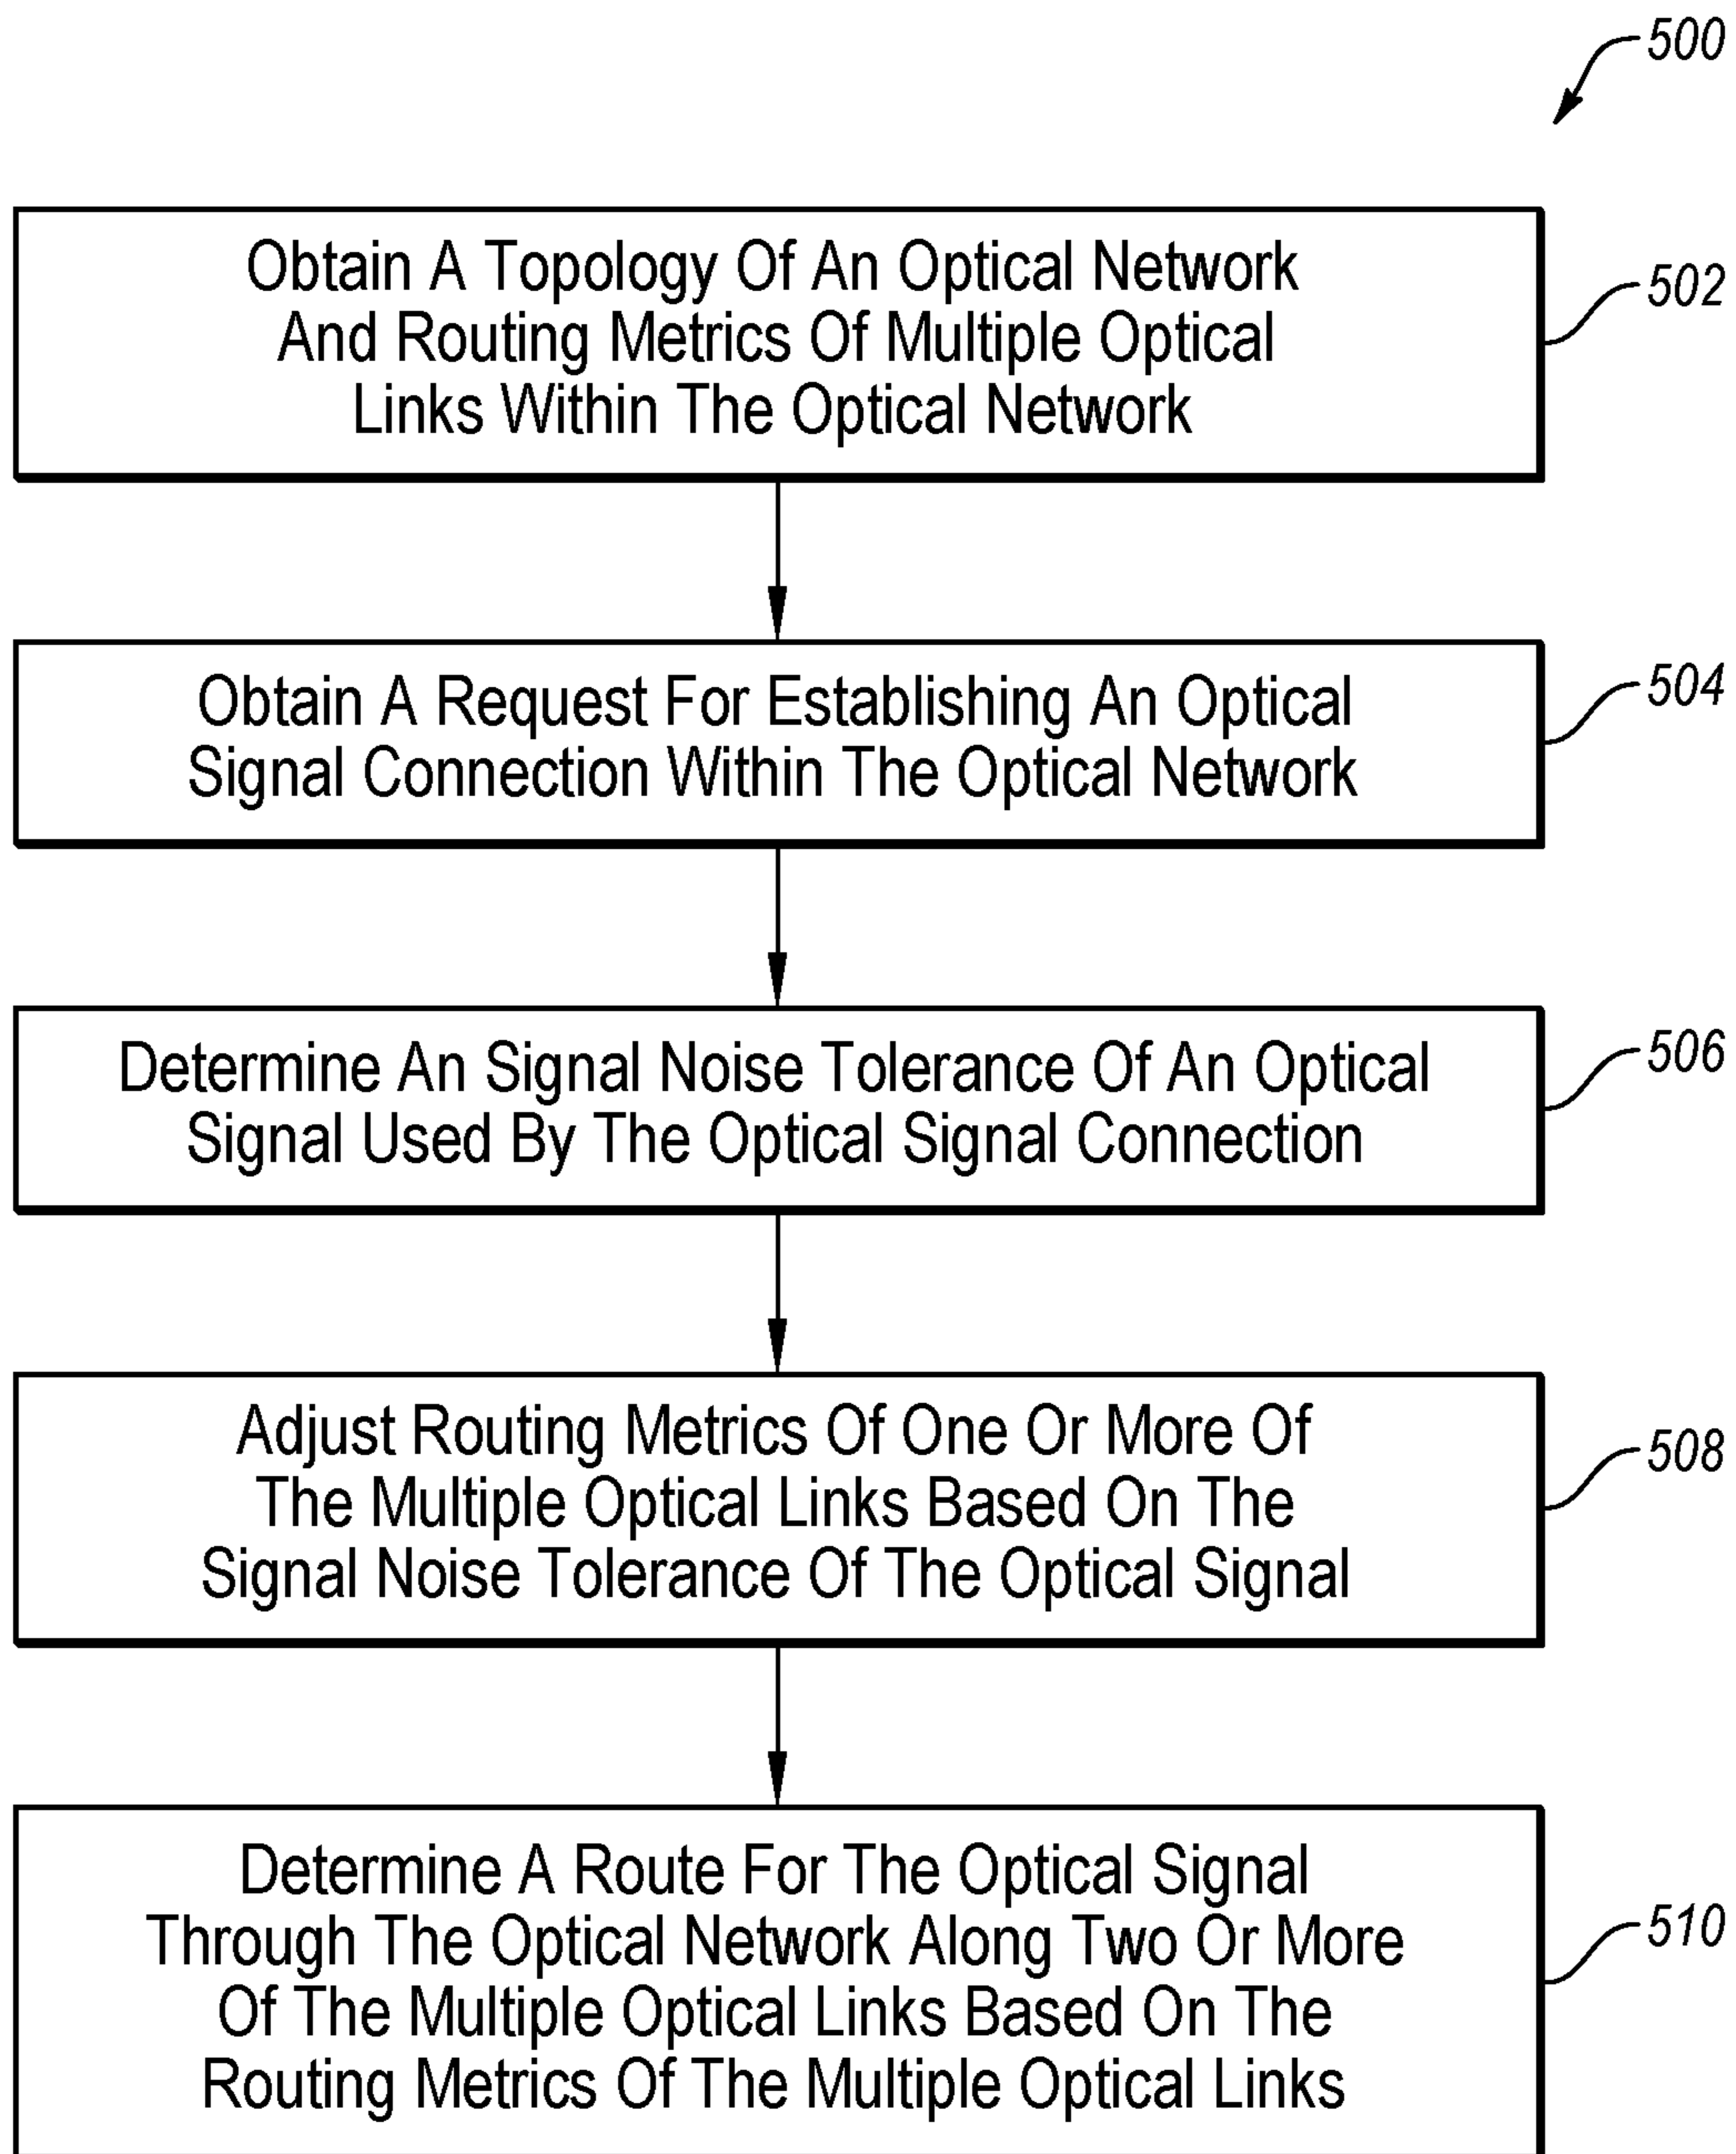 500
Obtain A Topology Of An Optical Network
And Routing Metrics Of Multiple Optical
Links Within The Optical Network
502
Obtain A Request For Establishing An Optical
Signal Connection Within The Optical Network
504
Determine An Signal Noise Tolerance Of An Optical
Signal Used By The Optical Signal Connection
506
Adjust Routing Metrics Of One Or More Of
The Multiple Optical Links Based On The
Signal Noise Tolerance Of The Optical Signal
508
Determine A Route For The Optical Signal
Through The Optical Network Along Two Or More
Of The Multiple Optical Links Based On The
Routing Metrics Of The Multiple Optical Links
510